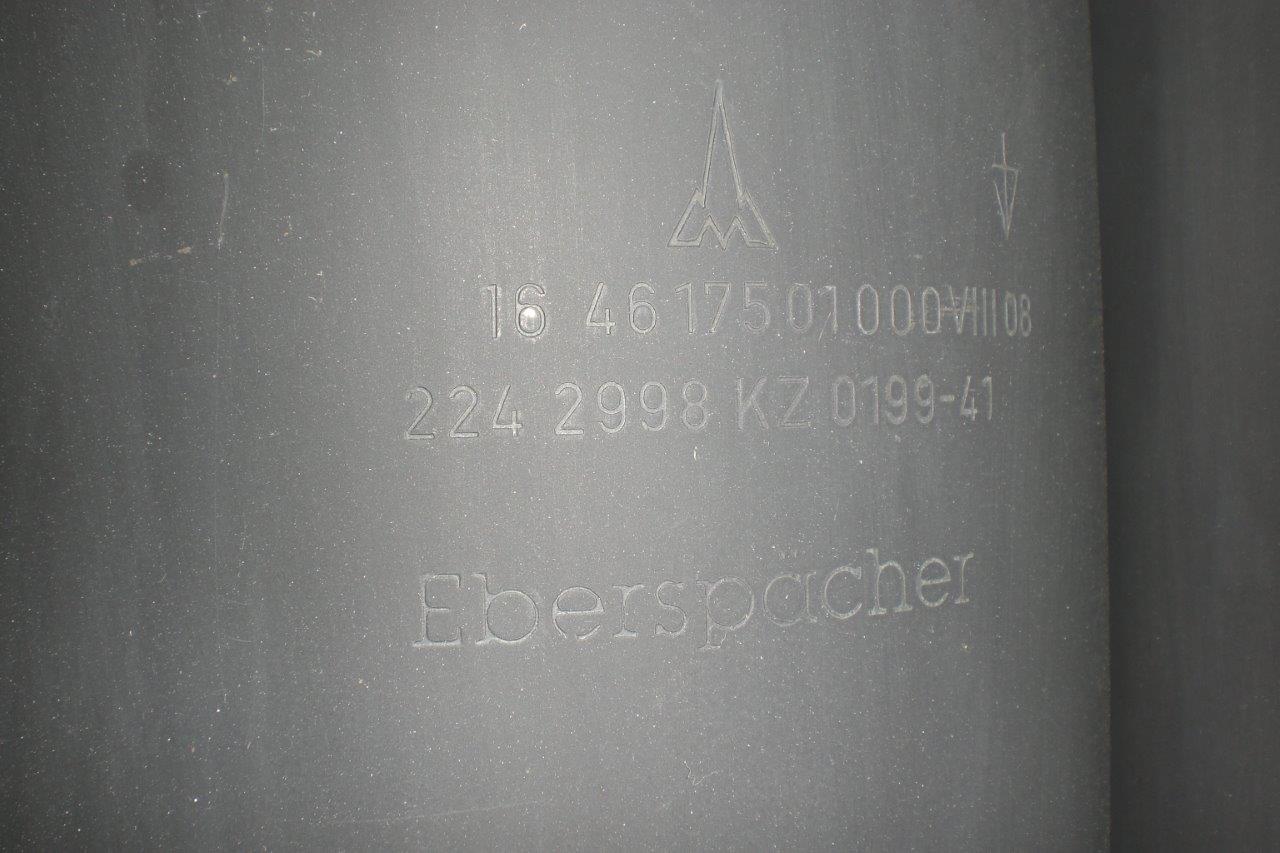 16 46 175 01 000 VIII 08
224 2998 KZ 0199-41
Eberspächer